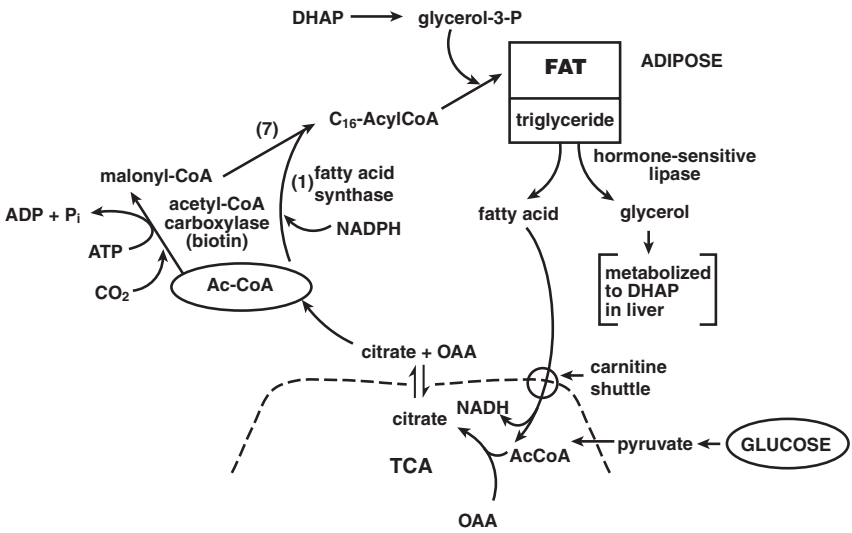 DHAP
glycerol-3-P
FAT
ADIPOSE
triglyceride
C16-AcylCoA
(7)
hormone-sensitive
lipase
malonyl-CoA
(1)
fatty acid
synthase
acetyl-CoA
carboxylase
(biotin)
ADP + Pi
NADPH
fatty acid
glycerol
ATP
CO2
Ac-CoA
metabolized
to DHAP
in liver
citrate + OAA
carnitine
shuttle
citrate
NADH
AcCoA
pyruvate
GLUCOSE
TCA
OAA